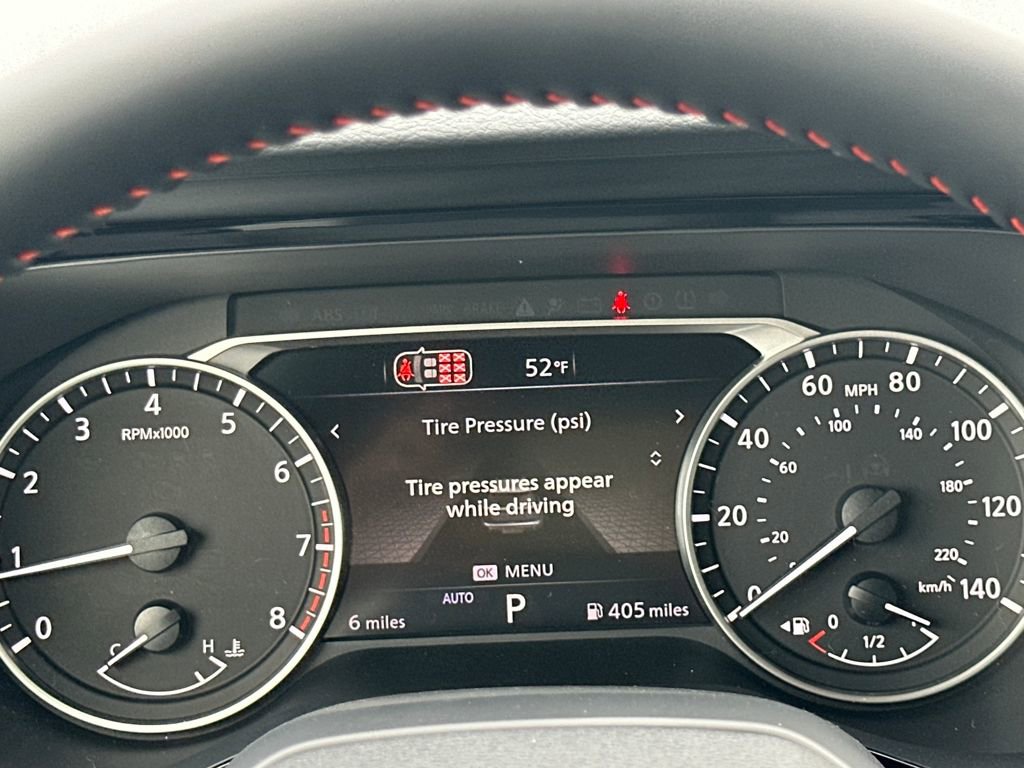 ABS
BRAKE
52°F
Tire Pressure (psi)
Tire pressures appear
while driving
OK MENU
AUTO
P
6 miles
405 miles
0
1
2
3
4
5
6
7
8
RPMx1000
C
H
0
20
40
60
80
100
120
140
MPH
20
60
100
140
180
220
km/h
0
1/2